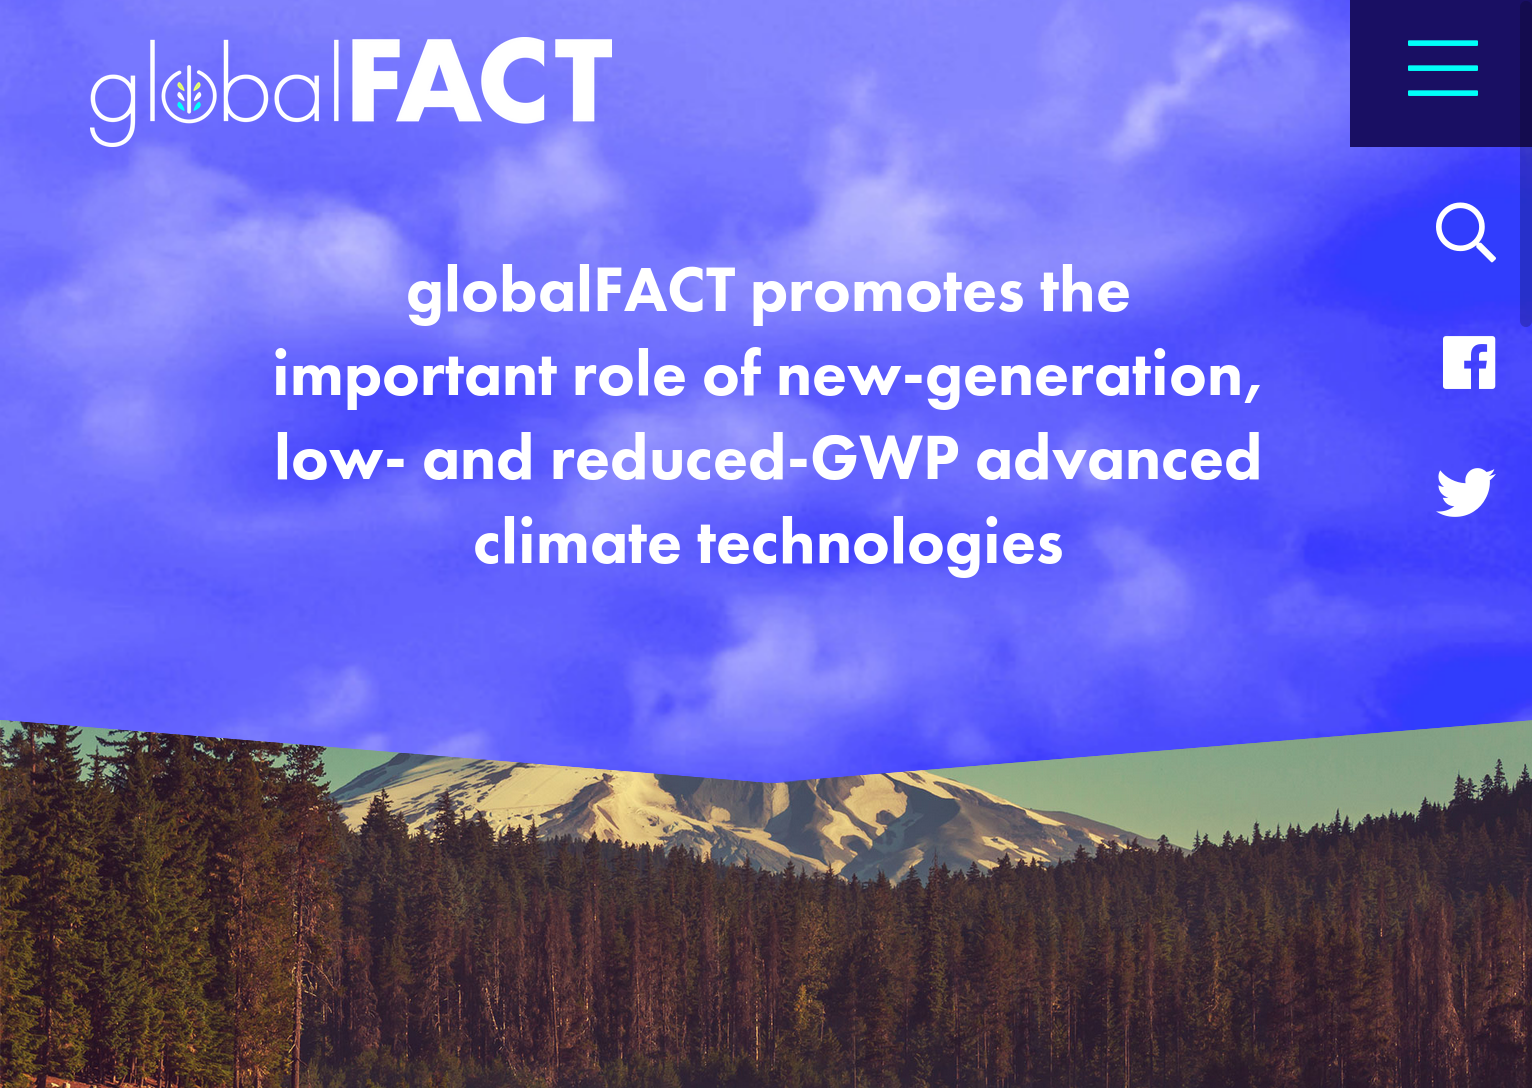 globalFACT
globalFACT promotes the
important role of new-generation,
low- and reduced-GWP advanced
climate technologies